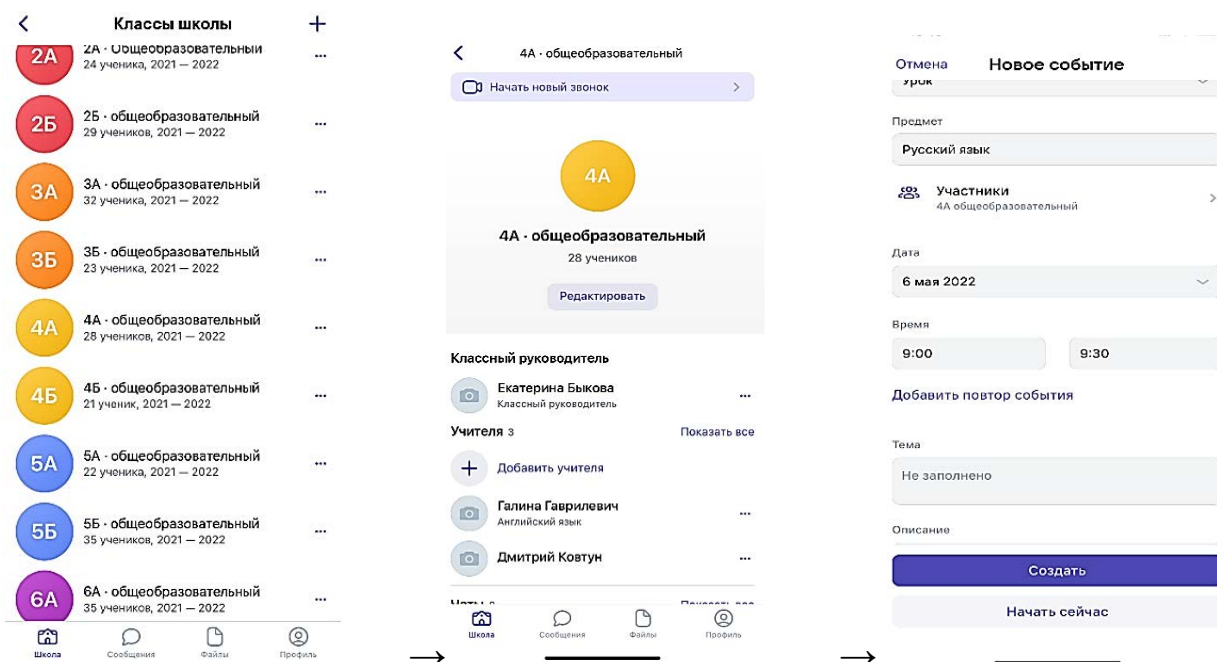 Классы школы
2А
2А · Общеобразовательный
24 ученика, 2021 — 2022
2Б
2Б · общеобразовательный
29 учеников, 2021 — 2022
3А
3А · общеобразовательный
32 ученика, 2021 — 2022
3Б
3Б · общеобразовательный
23 ученика, 2021 — 2022
4А
4А · общеобразовательный
28 учеников, 2021 — 2022
4Б
4Б · общеобразовательный
21 ученик, 2021 — 2022
5А
5А · общеобразовательный
22 ученика, 2021 — 2022
5Б
5Б · общеобразовательный
35 учеников, 2021 — 2022
6А
6А · общеобразовательный
35 учеников, 2021 — 2022
Школа Сообщения Файлы Профиль
4А · общеобразовательный
Начать новый звонок
4А
4А · общеобразовательный
28 учеников
Редактировать
Классный руководитель
Екатерина Быкова
Классный руководитель
Учителя 3 Показать все
Добавить учителя
Галина Гаврилевич
Английский язык
Дмитрий Ковтун
Показать все
Школа Сообщения Файлы Профиль
Отмена Новое событие
Урок
Предмет
Русский язык
Участники
4А общеобразовательный
Дата
6 мая 2022
Время
9:00 9:30
Добавить повтор события
Тема
Не заполнено
Описание
Создать
Начать сейчас